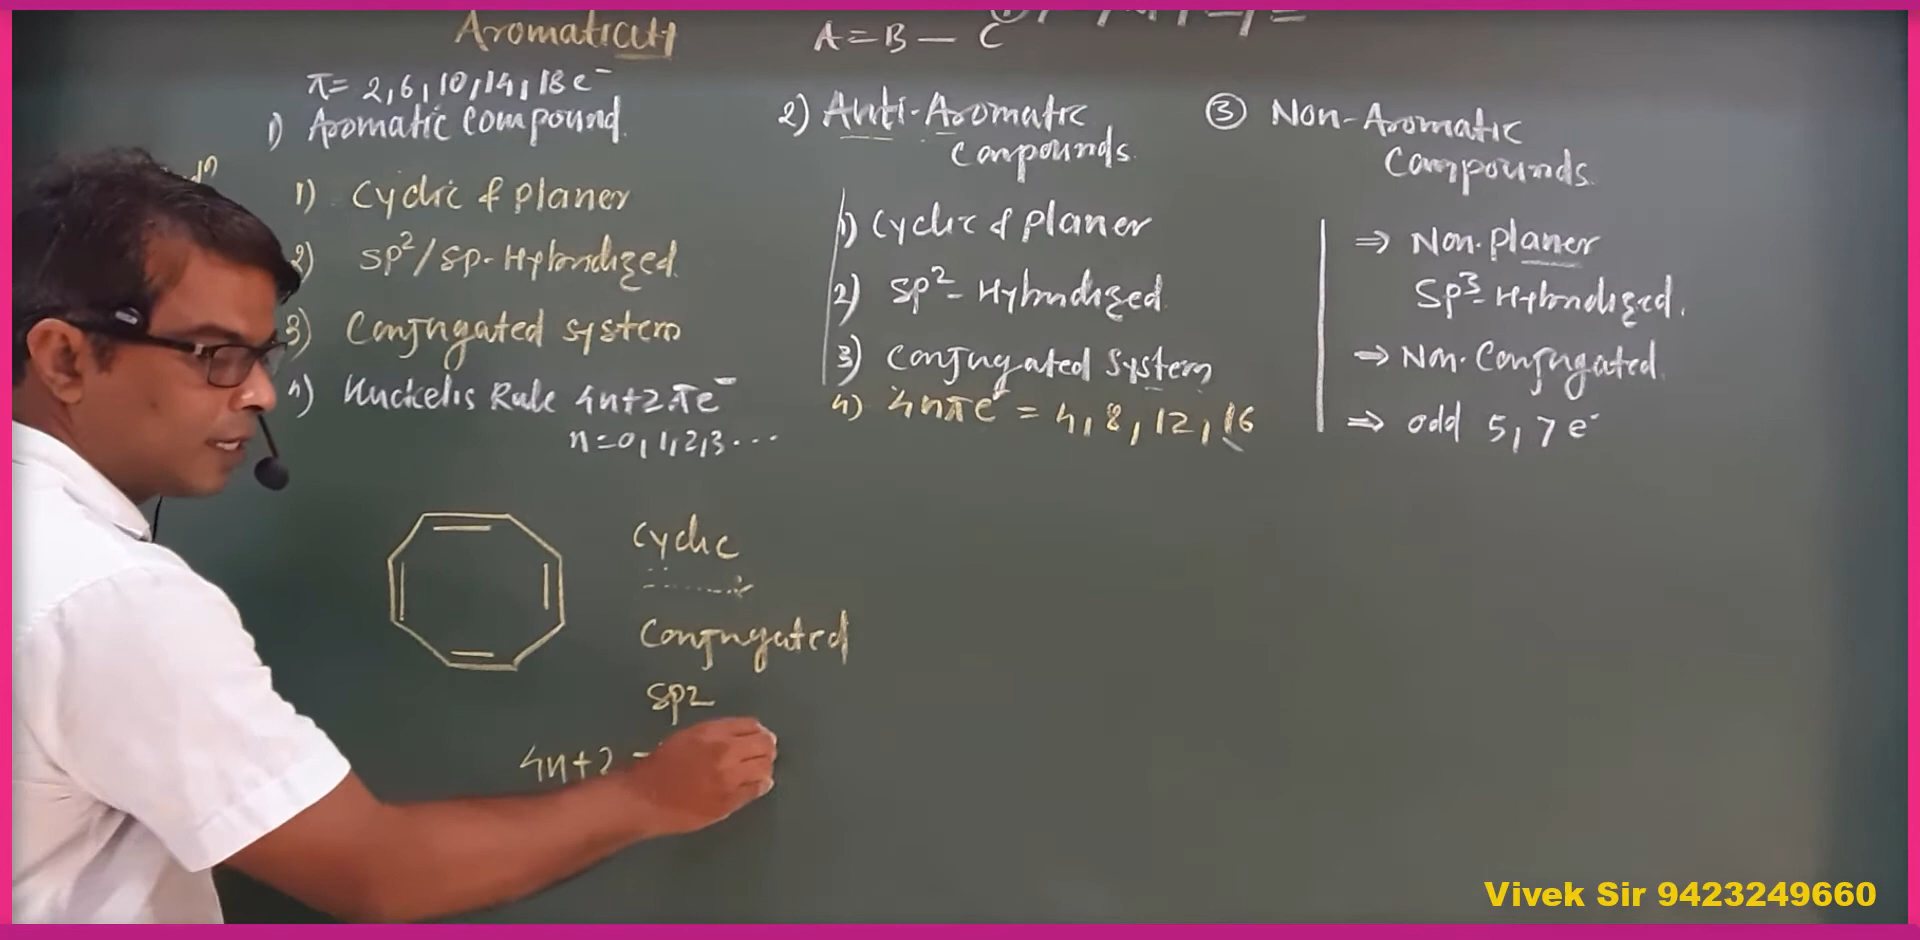 Aromaticity
A=B-C
π= 2,6,10,14,18 e⁻
1) Aromatic Compound.
1) Cyclic & planer
2) sp²/sp- Hybridized.
3) Conjugated system
4) Huckelis Rule 4n+2 πe⁻
n=0,1,2,3...
2) Anti-Aromatic
Compounds.
1) Cyclic & planer
2) sp²- Hybridized.
3) Conjugated system
4) 4nπe⁻ = 4, 8, 12, 16
③ Non-Aromatic
Compounds.
⇒ Non-planer
Sp³- Hybridized.
→ Non-Conjugated.
⇒ odd 5, 7 e⁻
Cyclic
Conjugated
sp2
4n+2
Vivek Sir 9423249660